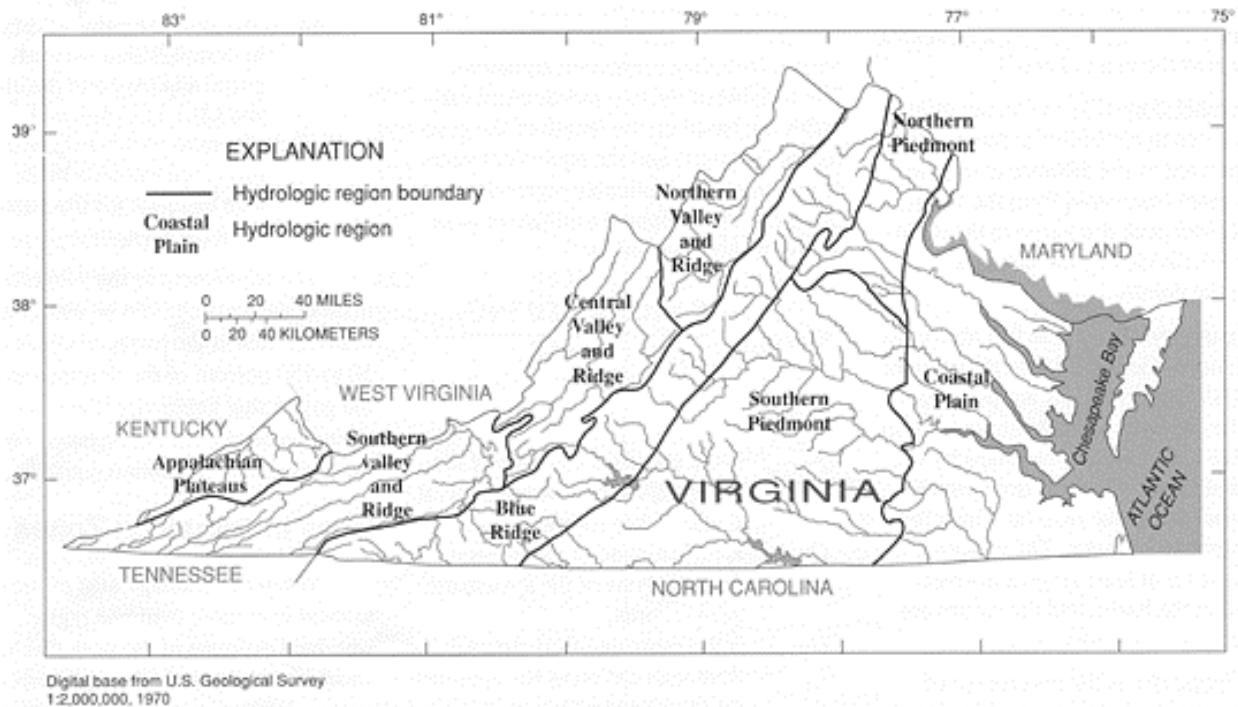 83°
81°
79°
77°
75°
39°
38°
37°
EXPLANATION
Hydrologic region boundary
Coastal
Plain
Hydrologic region
0 20 40 MILES
0 20 40 KILOMETERS
Northern
Piedmont
Northern
Valley
and
Ridge
MARYLAND
Central
Valley
and
Ridge
WEST VIRGINIA
KENTUCKY
Appalachian
Plateaus
Southern
valley
and
Ridge
Blue
Ridge
Southern
Piedmont
Coastal
Plain
Chesapeake Bay
VIRGINIA
ATLANTIC
OCEAN
TENNESSEE
NORTH CAROLINA
Digital base from U.S. Geological Survey
1:2,000,000, 1970